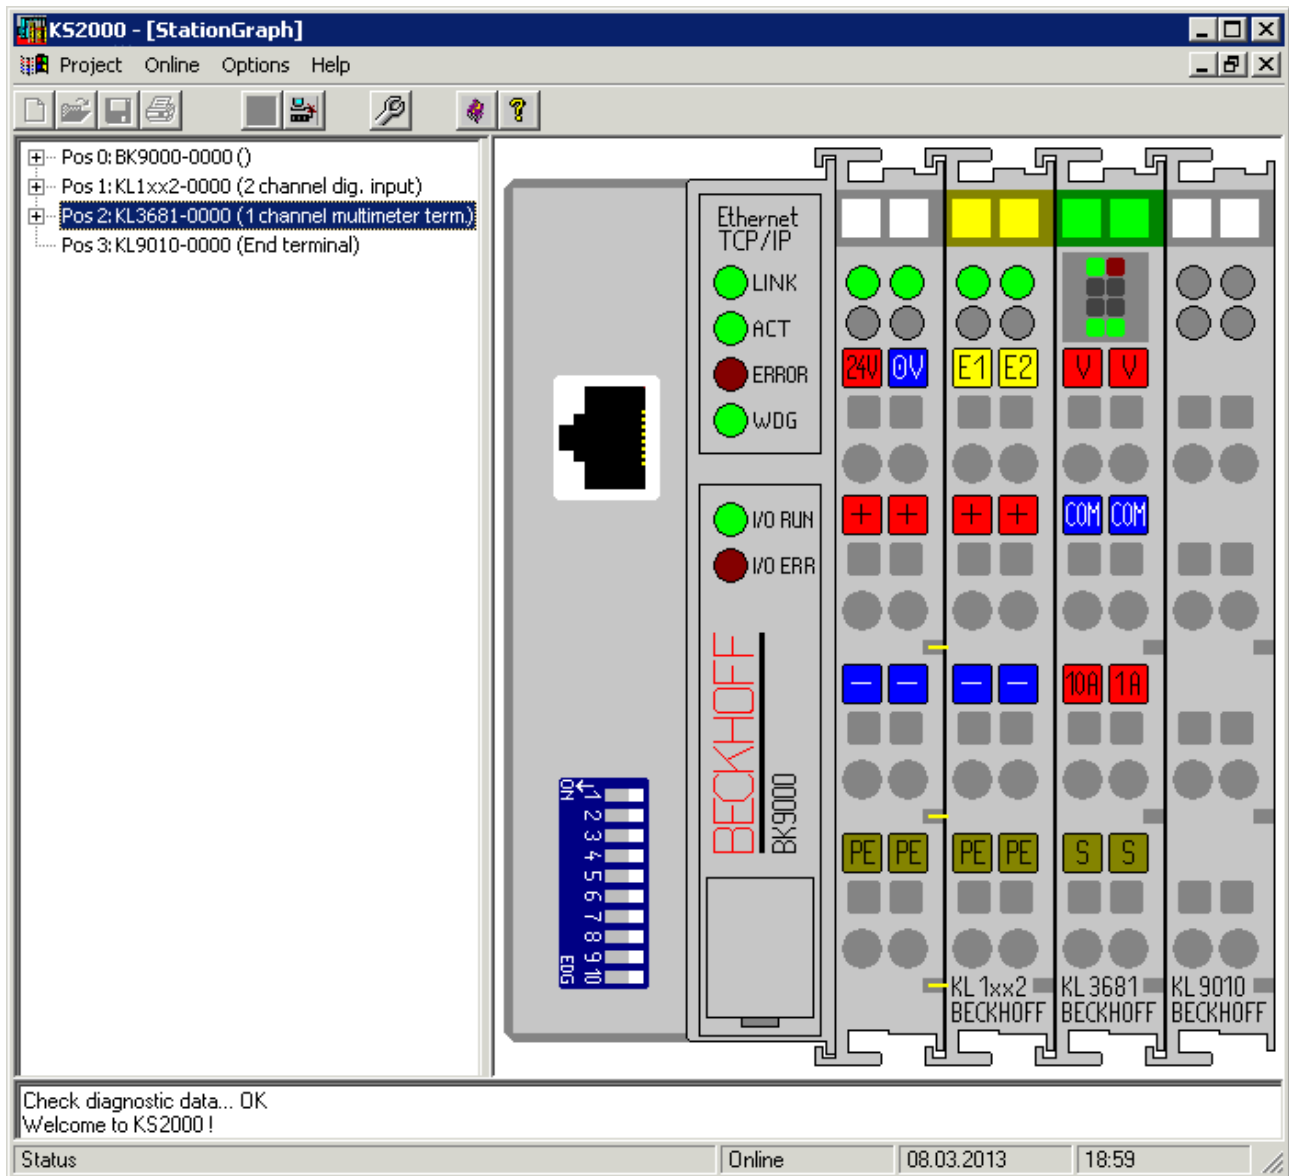 KS2000 - [StationGraph]
Project Online Options Help
Pos 0: BK9000-0000 ()
Pos 1: KL1xx2-0000 (2 channel dig. input)
Pos 2: KL3681-0000 (1 channel multimeter term.)
Pos 3: KL9010-0000 (End terminal)
Ethernet
TCP/IP
LINK
ACT
ERROR
WDG
I/O RUN
I/O ERR
BECKHOFF
BK9000
ON
1
2
3
4
5
6
7
8
9
10
EDG
24V 0V E1 E2 V V
+ + + + COM COM
− − − − 10A 1A
PE PE PE PE S S
KL1xx2 KL3681 KL9010
BECKHOFF BECKHOFF BECKHOFF
Check diagnostic data... OK
Welcome to KS2000 !
Status Online 08.03.2013 18:59